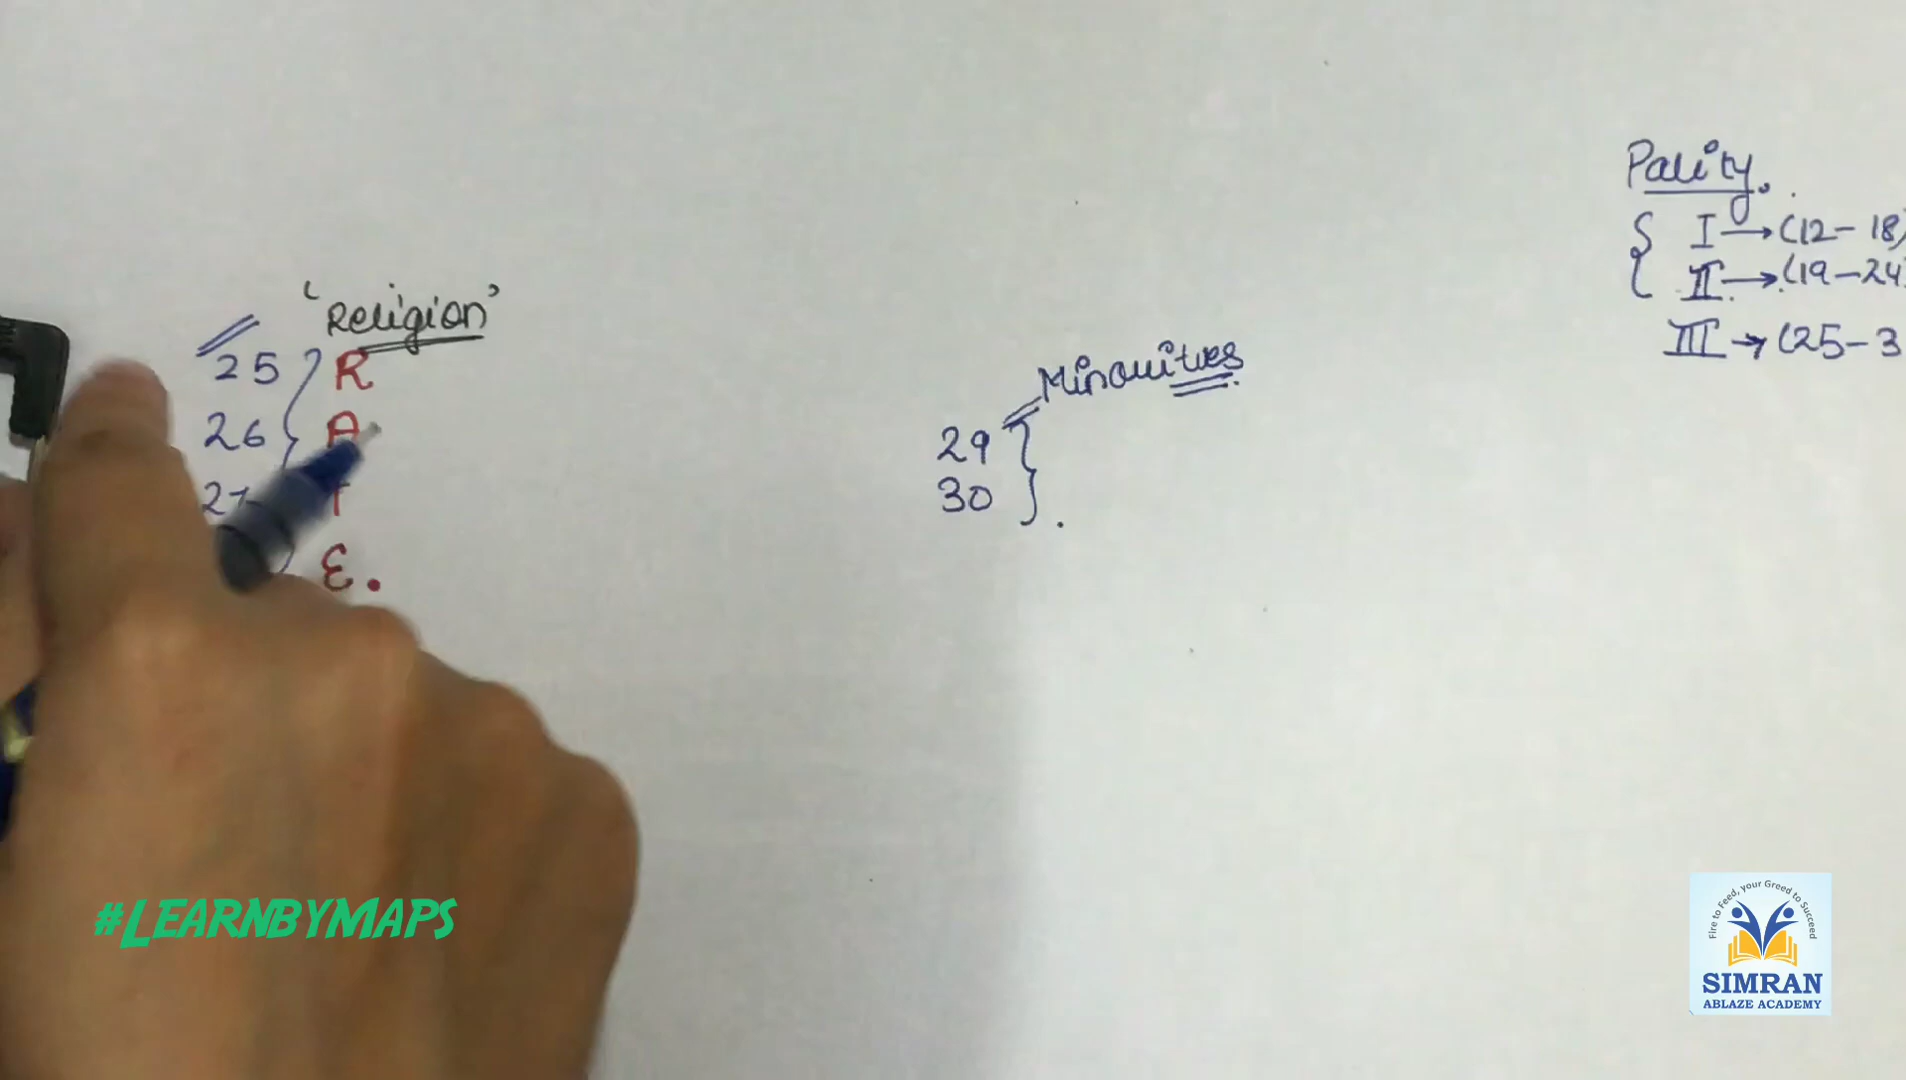 'Religion'
25 R
26 A
27 T
E.
Minorities
29
30
Polity.
I → (12 - 18)
II → (19 - 24)
III → (25 - 3
#LEARNBYMAPS
Fire to Feed, your Greed to Succeed
SIMRAN
ABLAZE ACADEMY